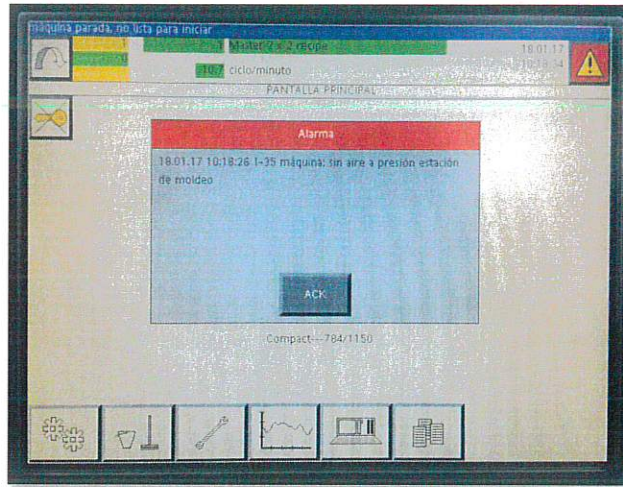 máquina parada, no lista para iniciar
1
1 Master 2 x 2 recipe
18.01.17
0
10,7 ciclo/minuto
PANTALLA PRINCIPAL
Alarma
18.01.17 10:18:26 1-35 máquina: sin aire a presión estación
de moldeo
ACK
Compact---784/1150